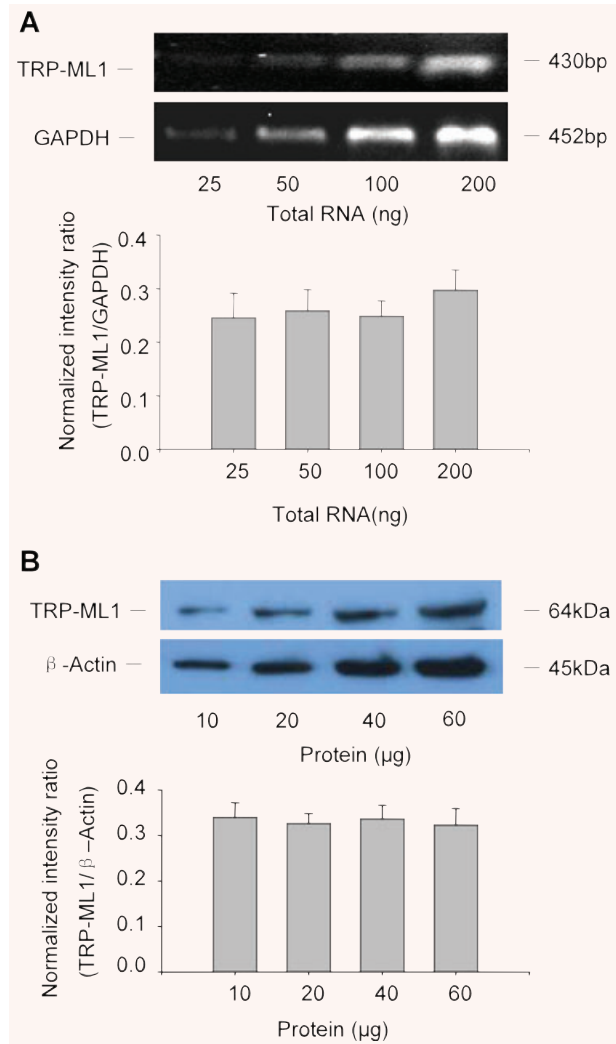 A
TRP-ML1 — — 430bp
GAPDH — — 452bp
25 50 100 200
Total RNA (ng)
Normalized intensity ratio
(TRP-ML1/GAPDH)
0.4
0.3
0.2
0.1
0.0
25 50 100 200
Total RNA(ng)
B
TRP-ML1 — — 64kDa
β-Actin — — 45kDa
10 20 40 60
Protein (μg)
Normalized intensity ratio
(TRP-ML1/β-Actin)
0.4
0.3
0.2
0.1
0.0
10 20 40 60
Protein (μg)